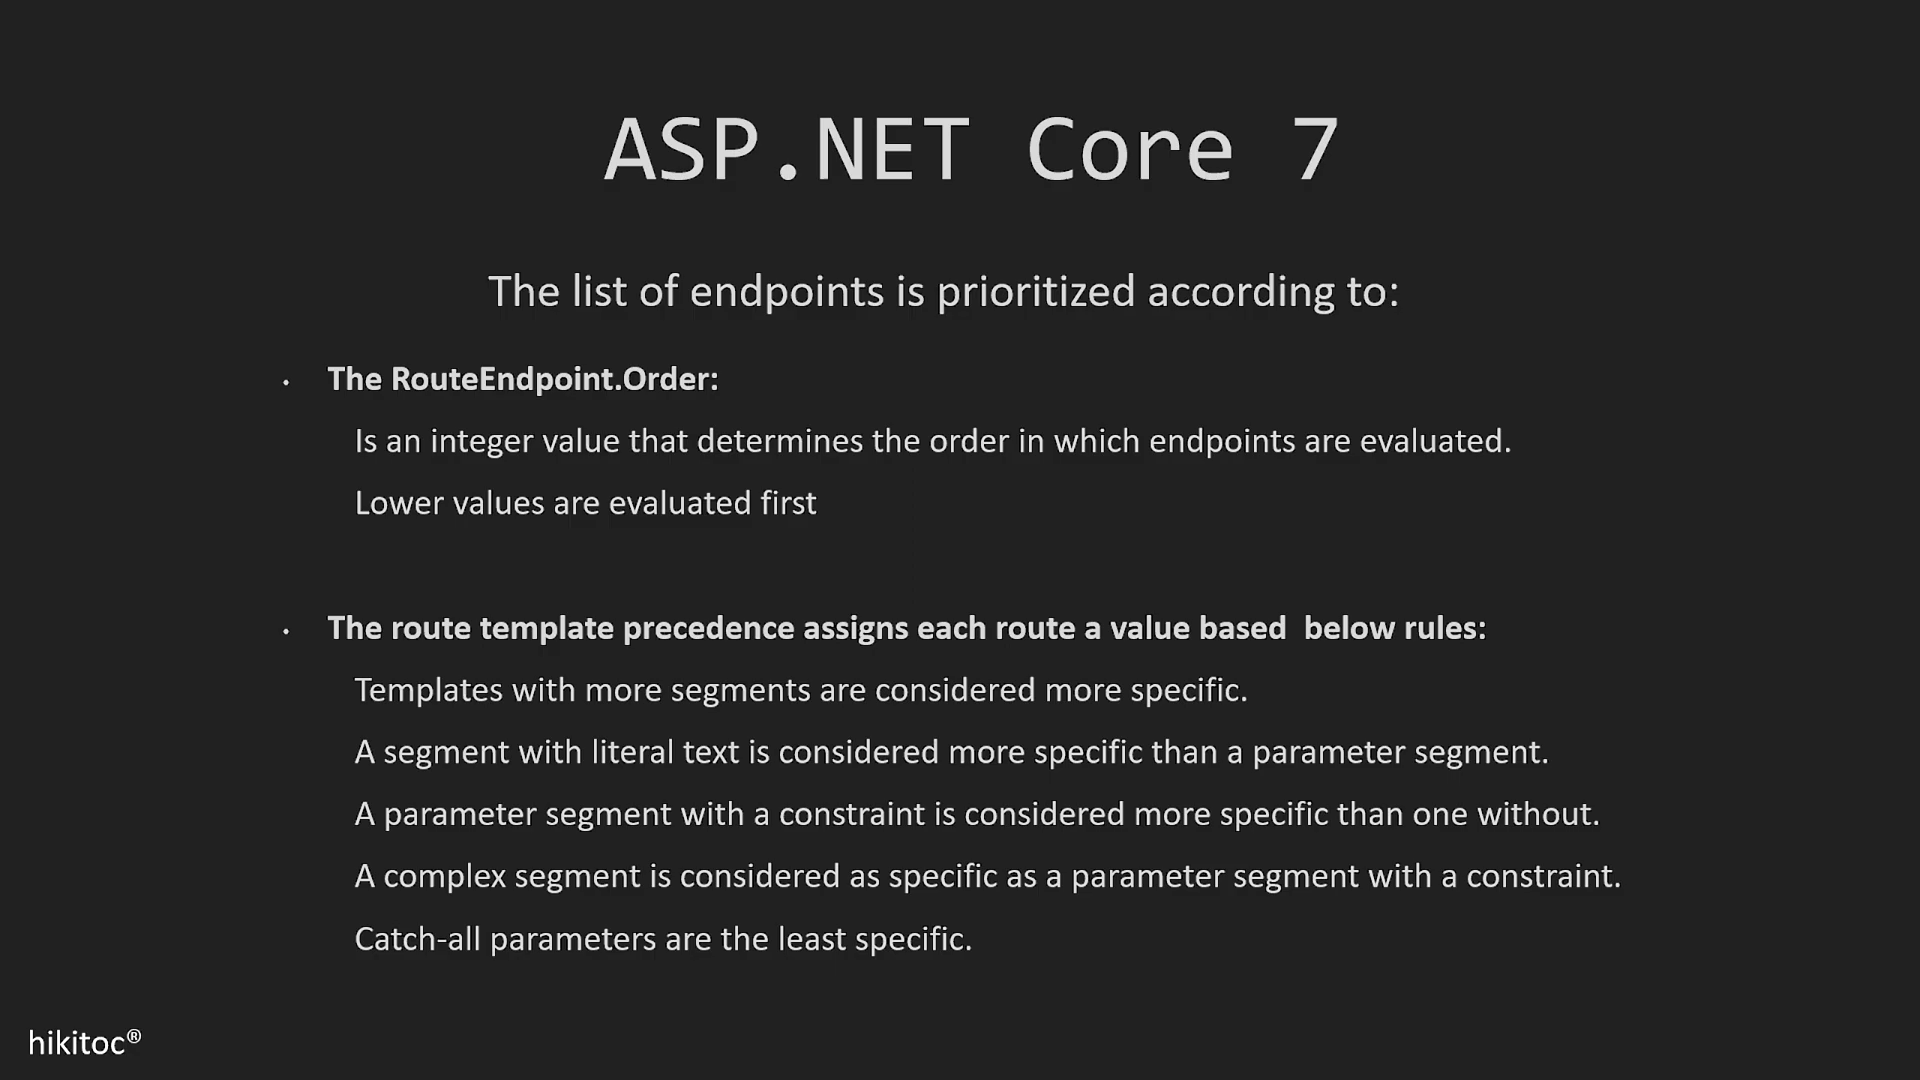 ASP.NET Core 7
The list of endpoints is prioritized according to:
• The RouteEndpoint.Order:
Is an integer value that determines the order in which endpoints are evaluated.
Lower values are evaluated first
• The route template precedence assigns each route a value based  below rules:
Templates with more segments are considered more specific.
A segment with literal text is considered more specific than a parameter segment.
A parameter segment with a constraint is considered more specific than one without.
A complex segment is considered as specific as a parameter segment with a constraint.
Catch-all parameters are the least specific.
hikitoc®